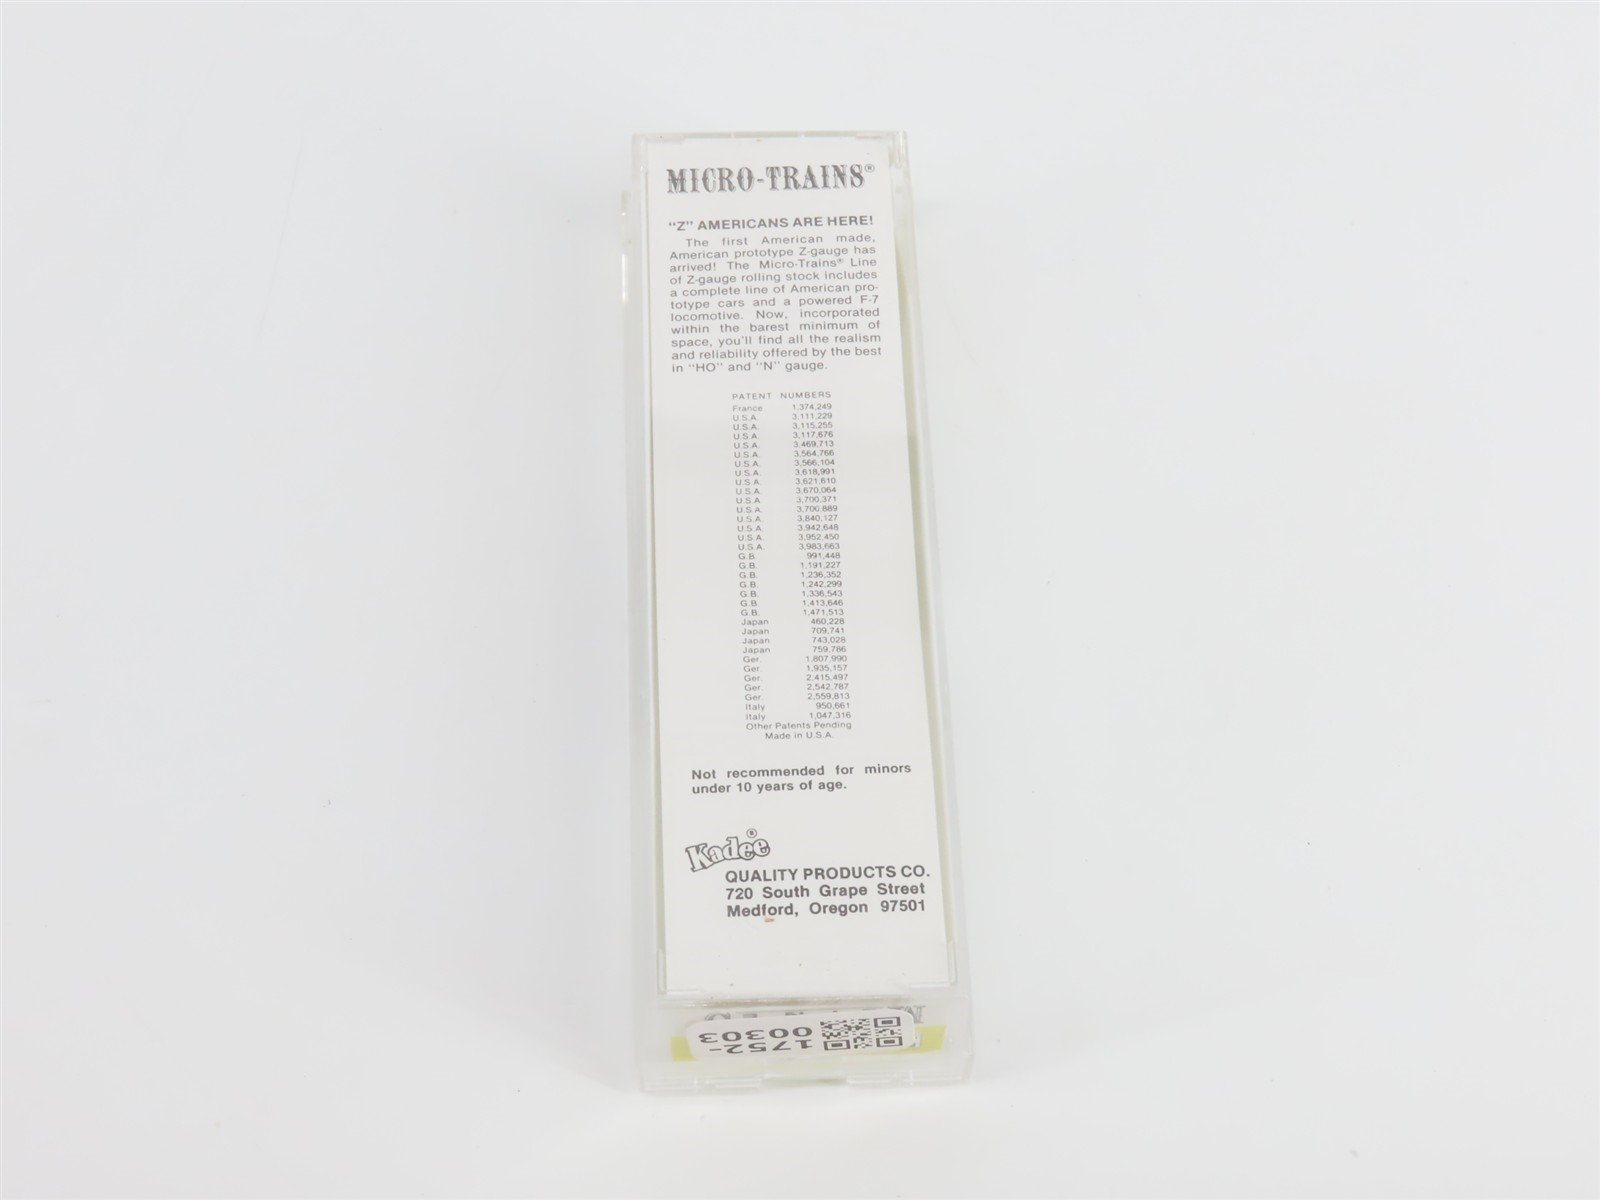 MICRO-TRAINS®
"Z" AMERICANS ARE HERE!
The first American made,
American prototype Z-gauge has
arrived! The Micro-Trains® Line
of Z-gauge rolling stock includes
a complete line of American pro-
totype cars and a powered F-7
locomotive. Now, incorporated
within the barest minimum of
space, you'll find all the realism
and reliability offered by the best
in "HO" and "N" gauge.
PATENT NUMBERS
France 1,374,249
U.S.A. 3,111,229
U.S.A. 3,115,255
U.S.A. 3,117,676
U.S.A. 3,469,713
U.S.A. 3,564,766
U.S.A. 3,566,104
U.S.A. 3,618,991
U.S.A. 3,621,610
U.S.A. 3,670,064
U.S.A. 3,700,371
U.S.A. 3,700,889
U.S.A. 3,840,127
U.S.A. 3,942,648
U.S.A. 3,952,450
U.S.A. 3,983,663
G.B. 991,448
G.B. 1,191,227
G.B. 1,236,352
G.B. 1,242,299
G.B. 1,336,543
G.B. 1,413,646
G.B. 1,471,513
Japan 460,228
Japan 709,741
Japan 743,028
Japan 759,786
Ger. 1,807,990
Ger. 1,935,157
Ger. 2,415,497
Ger. 2,542,787
Ger. 2,559,813
Italy 950,661
Italy 1,047,316
Other Patents Pending
Made in U.S.A.
Not recommended for minors
under 10 years of age.
Kadee®
QUALITY PRODUCTS CO.
720 South Grape Street
Medford, Oregon 97501
1752-
00303